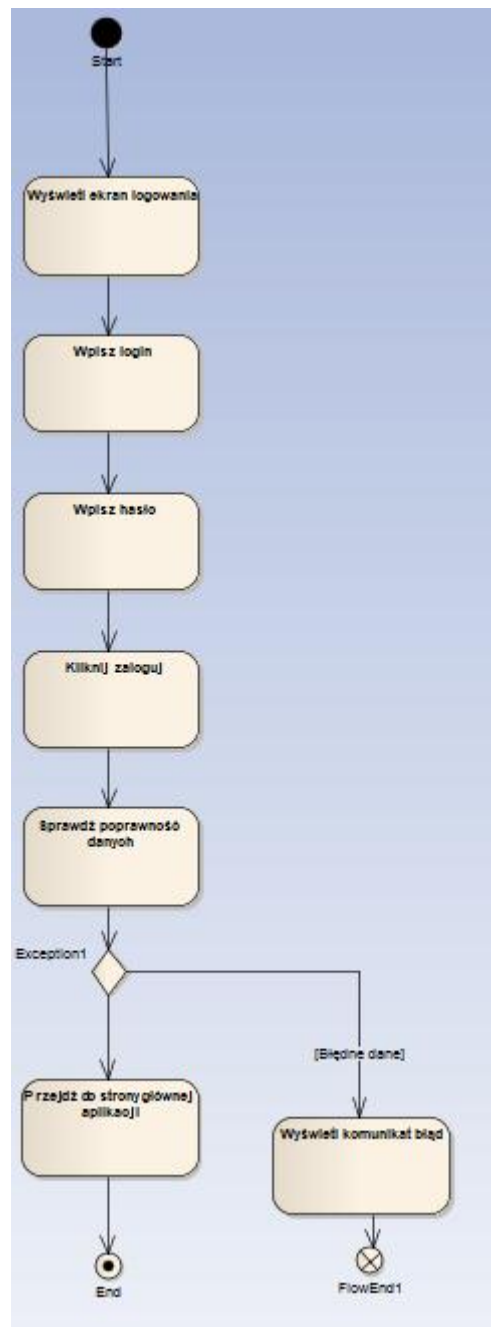 Start
Wyświetl ekran logowania
Wpisz login
Wpisz hasło
Kliknij zaloguj
Sprawdź poprawność
danych
Exception1
[Błędne dane]
Przejdź do strony głównej
aplikacji
Wyświetl komunikat błąd
End
FlowEnd1